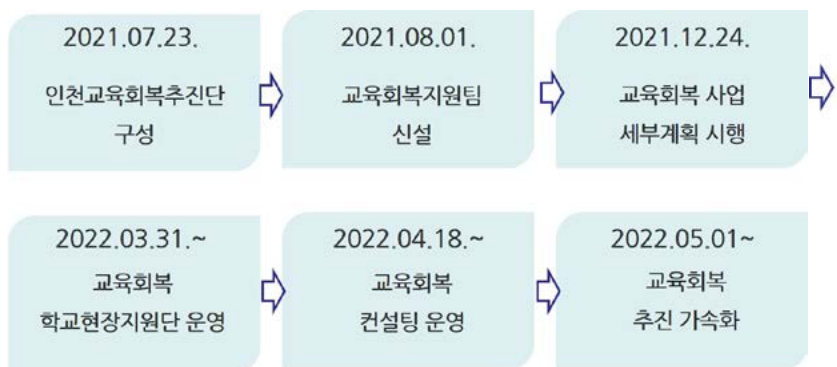 2021.07.23.
인천교육회복추진단
구성
2021.08.01.
교육회복지원팀
신설
2021.12.24.
교육회복 사업
세부계획 시행
2022.03.31.~
교육회복
학교현장지원단 운영
2022.04.18.~
교육회복
컨설팅 운영
2022.05.01~
교육회복
추진 가속화